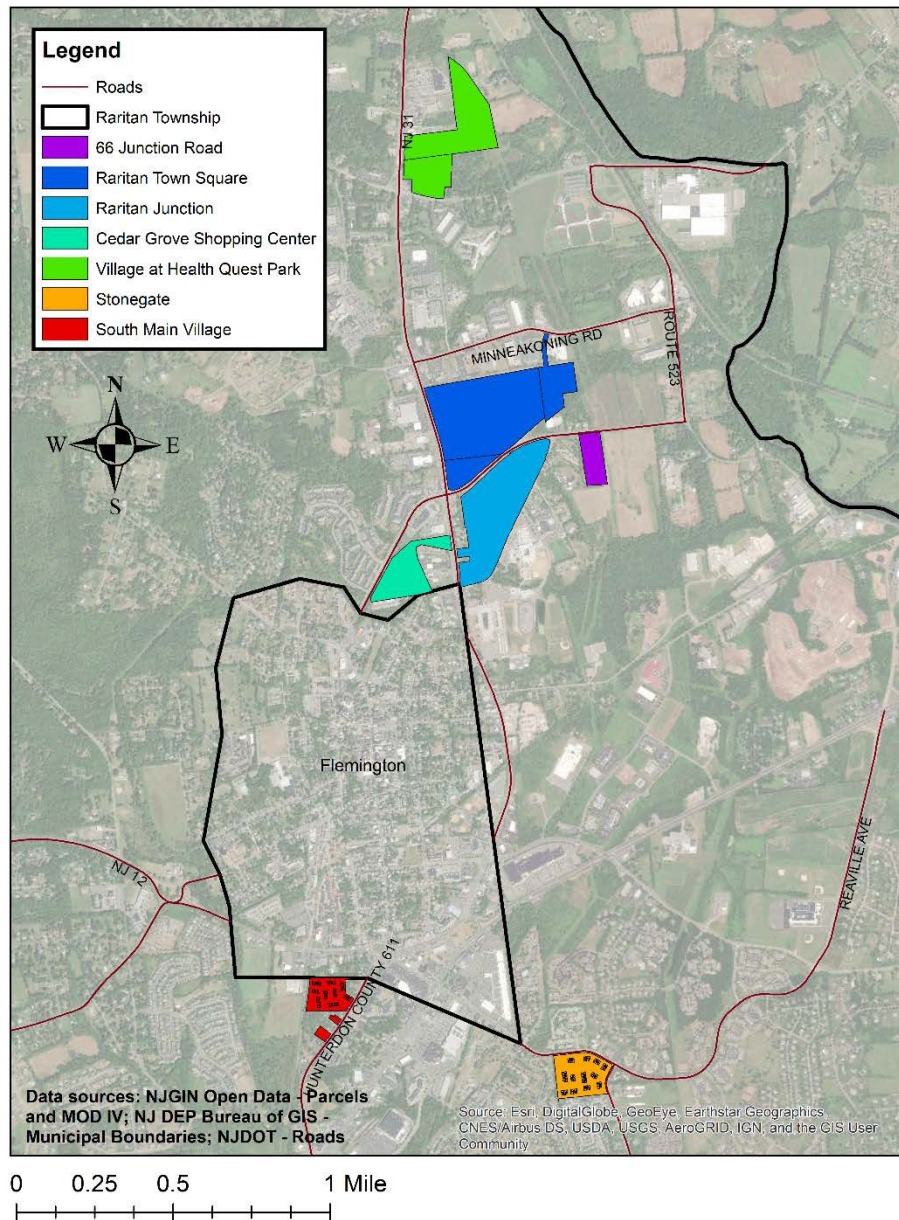 Legend
Roads
Raritan Township
66 Junction Road
Raritan Town Square
Raritan Junction
Cedar Grove Shopping Center
Village at Health Quest Park
Stonegate
South Main Village
NJ 31
MINNEAKONING RD
ROUTE 523
N
W E
S
Flemington
NJ 12
REAVILLE AVE
HUNTERDON COUNTY 611
Data sources: NJGIN Open Data - Parcels
and MOD IV; NJ DEP Bureau of GIS -
Municipal Boundaries; NJDOT - Roads
Source: Esri, DigitalGlobe, GeoEye, Earthstar Geographics,
CNES/Airbus DS, USDA, USGS, AeroGRID, IGN, and the GIS User
Community
0 0.25 0.5 1 Mile